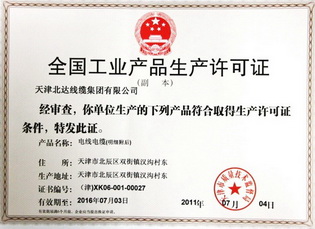 全国工业产品生产许可证
(副 本)
天津北达线缆集团有限公司
经审查，你单位生产的下列产品符合取得生产许可证
条件，特发此证。
产品名称： 电线电缆(明细附后)
住 所： 天津市北辰区双街镇汉沟村东
生产地址： 天津市北辰区双街镇汉沟村东
证书编号： (津)XK06-001-00027
有效期至： 2016年07月03日
2011年 07月 04日